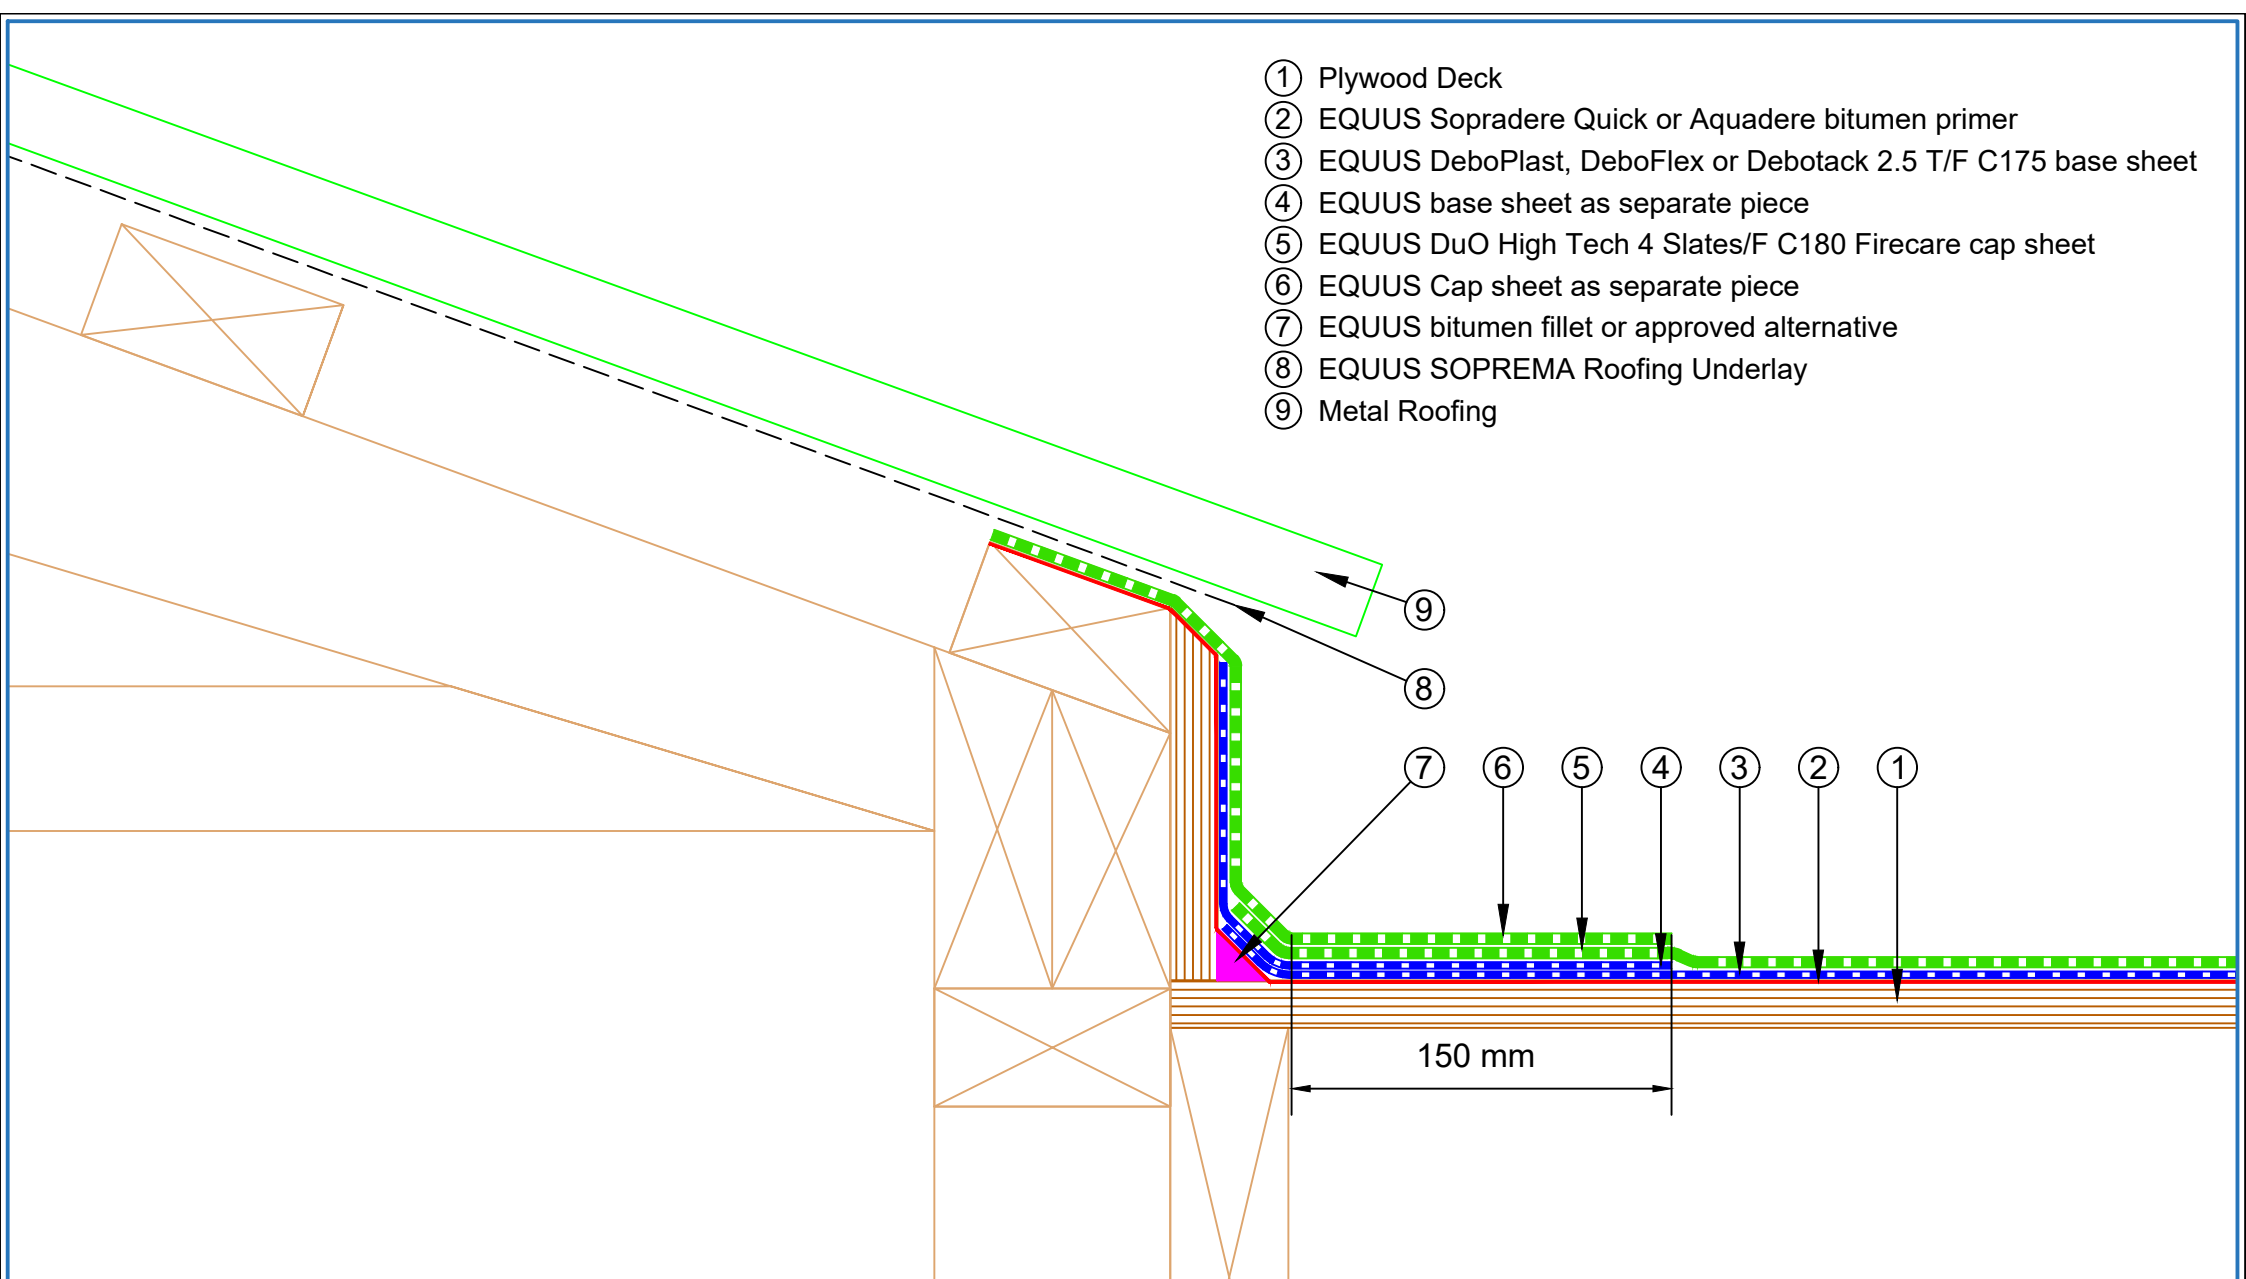 1 Plywood Deck
2 EQUUS Sopradere Quick or Aquadere bitumen primer
3 EQUUS DeboPlast, DeboFlex or Debotack 2.5 T/F C175 base sheet
4 EQUUS base sheet as separate piece
5 EQUUS DuO High Tech 4 Slates/F C180 Firecare cap sheet
6 EQUUS Cap sheet as separate piece
7 EQUUS bitumen fillet or approved alternative
8 EQUUS SOPREMA Roofing Underlay
9 Metal Roofing
9
8
7 6 5 4 3 2 1
150 mm